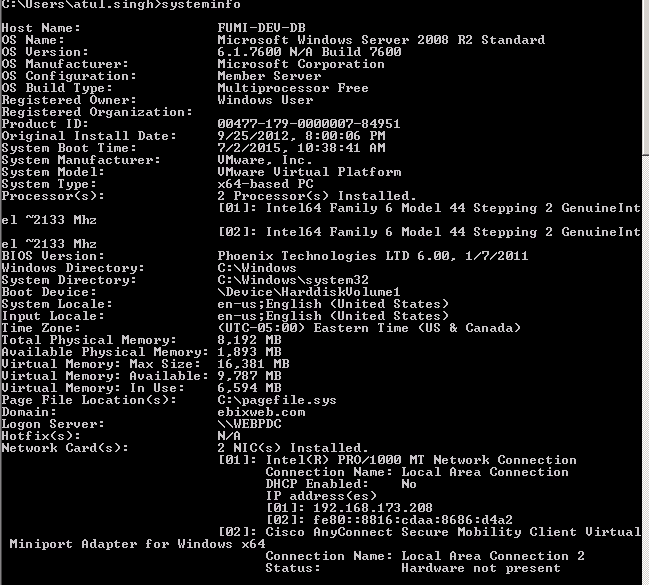 C:\Users\atul.singh>systeminfo
Host Name: FUMI-DEV-DB
OS Name: Microsoft Windows Server 2008 R2 Standard
OS Version: 6.1.7600 N/A Build 7600
OS Manufacturer: Microsoft Corporation
OS Configuration: Member Server
OS Build Type: Multiprocessor Free
Registered Owner: Windows User
Registered Organization:
Product ID: 00477-179-0000007-84951
Original Install Date: 9/25/2012, 8:00:06 PM
System Boot Time: 7/2/2015, 10:38:41 AM
System Manufacturer: VMware, Inc.
System Model: VMware Virtual Platform
System Type: x64-based PC
Processor(s): 2 Processor(s) Installed.
[01]: Intel64 Family 6 Model 44 Stepping 2 GenuineInt
el ~2133 Mhz
[02]: Intel64 Family 6 Model 44 Stepping 2 GenuineInt
el ~2133 Mhz
BIOS Version: Phoenix Technologies LTD 6.00, 1/7/2011
Windows Directory: C:\Windows
System Directory: C:\Windows\system32
Boot Device: \Device\HarddiskVolume1
System Locale: en-us;English (United States)
Input Locale: en-us;English (United States)
Time Zone: (UTC-05:00) Eastern Time (US & Canada)
Total Physical Memory: 8,192 MB
Available Physical Memory: 1,893 MB
Virtual Memory: Max Size: 16,381 MB
Virtual Memory: Available: 9,787 MB
Virtual Memory: In Use: 6,594 MB
Page File Location(s): C:\pagefile.sys
Domain: ebixweb.com
Logon Server: \\WEBPDC
Hotfix(s): N/A
Network Card(s): 2 NIC(s) Installed.
[01]: Intel(R) PRO/1000 MT Network Connection
Connection Name: Local Area Connection
DHCP Enabled: No
IP address(es)
[01]: 192.168.173.208
[02]: fe80::8816:cdaa:8686:d4a2
[02]: Cisco AnyConnect Secure Mobility Client Virtual
Miniport Adapter for Windows x64
Connection Name: Local Area Connection 2
Status: Hardware not present